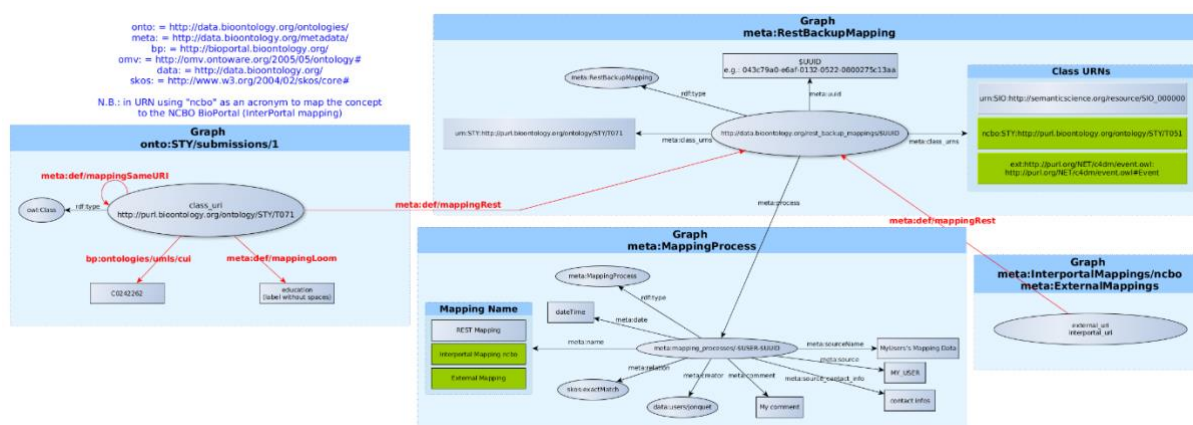 onto: = http://data.bioontology.org/ontologies/
meta: = http://data.bioontology.org/metadata/
bp: = http://bioportal.bioontology.org/
omv: = http://omv.ontoware.org/2005/05/ontology#
data: = http://data.bioontology.org/
skos: = http://www.w3.org/2004/02/skos/core#
N.B.: in URN using "ncbo" as an acronym to map the concept
to the NCBO BioPortal (InterPortal mapping)
Graph
onto:STY/submissions/1
meta:def/mappingSameURI
owl:Class
rdf:type
class_url
http://purl.bioontology.org/ontology/STY/T071
meta:def/mappingRest
bp:ontologies/umls/cui
meta:def/mappingLoom
C0242262
education
(label without spaces)
Graph
meta:RestBackupMapping
meta:RestBackupMapping
$UUID
e.g.: 043c79a0-e6af-0132-0522-0800275c13aa
rdf:type
meta:uuid
urn:STY:http://purl.bioontology.org/ontology/STY/T071
meta:class_urns
http://data.bioontology.org/rest_backup_mappings/$UUID
meta:class_urns
Class URNs
urn:SIO:http://semanticscience.org/resource/SIO_000000
ncbo:STY:http://purl.bioontology.org/ontology/STY/T051
ext:http://purl.org/NET/c4dm/event.owl:
http://purl.org/NET/c4dm/event.owl#Event
meta:process
meta:def/mappingRest
Graph
meta:MappingProcess
meta:MappingProcess
rdf:type
dateTime
meta:date
Mapping Name
REST Mapping
Interportal Mapping ncbo
External Mapping
meta:name
meta:mapping_processes/-$USER-$UUID
meta:sourceName
MyUsers's Mapping Data
meta:source
MY_USER
meta:source_contact_info
contact infos
meta:relation
skos:exactMatch
meta:creator
data:users/jonquet
meta:comment
My comment
Graph
meta:InterportalMappings/ncbo
meta:ExternalMappings
external_url
interportal_url